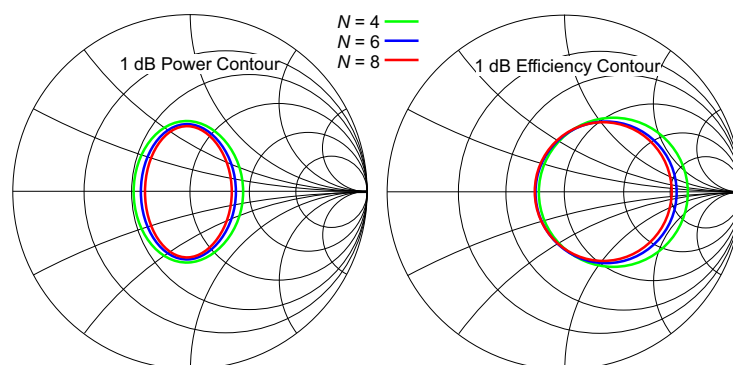 N = 4
N = 6
N = 8
1 dB Power Contour
1 dB Efficiency Contour